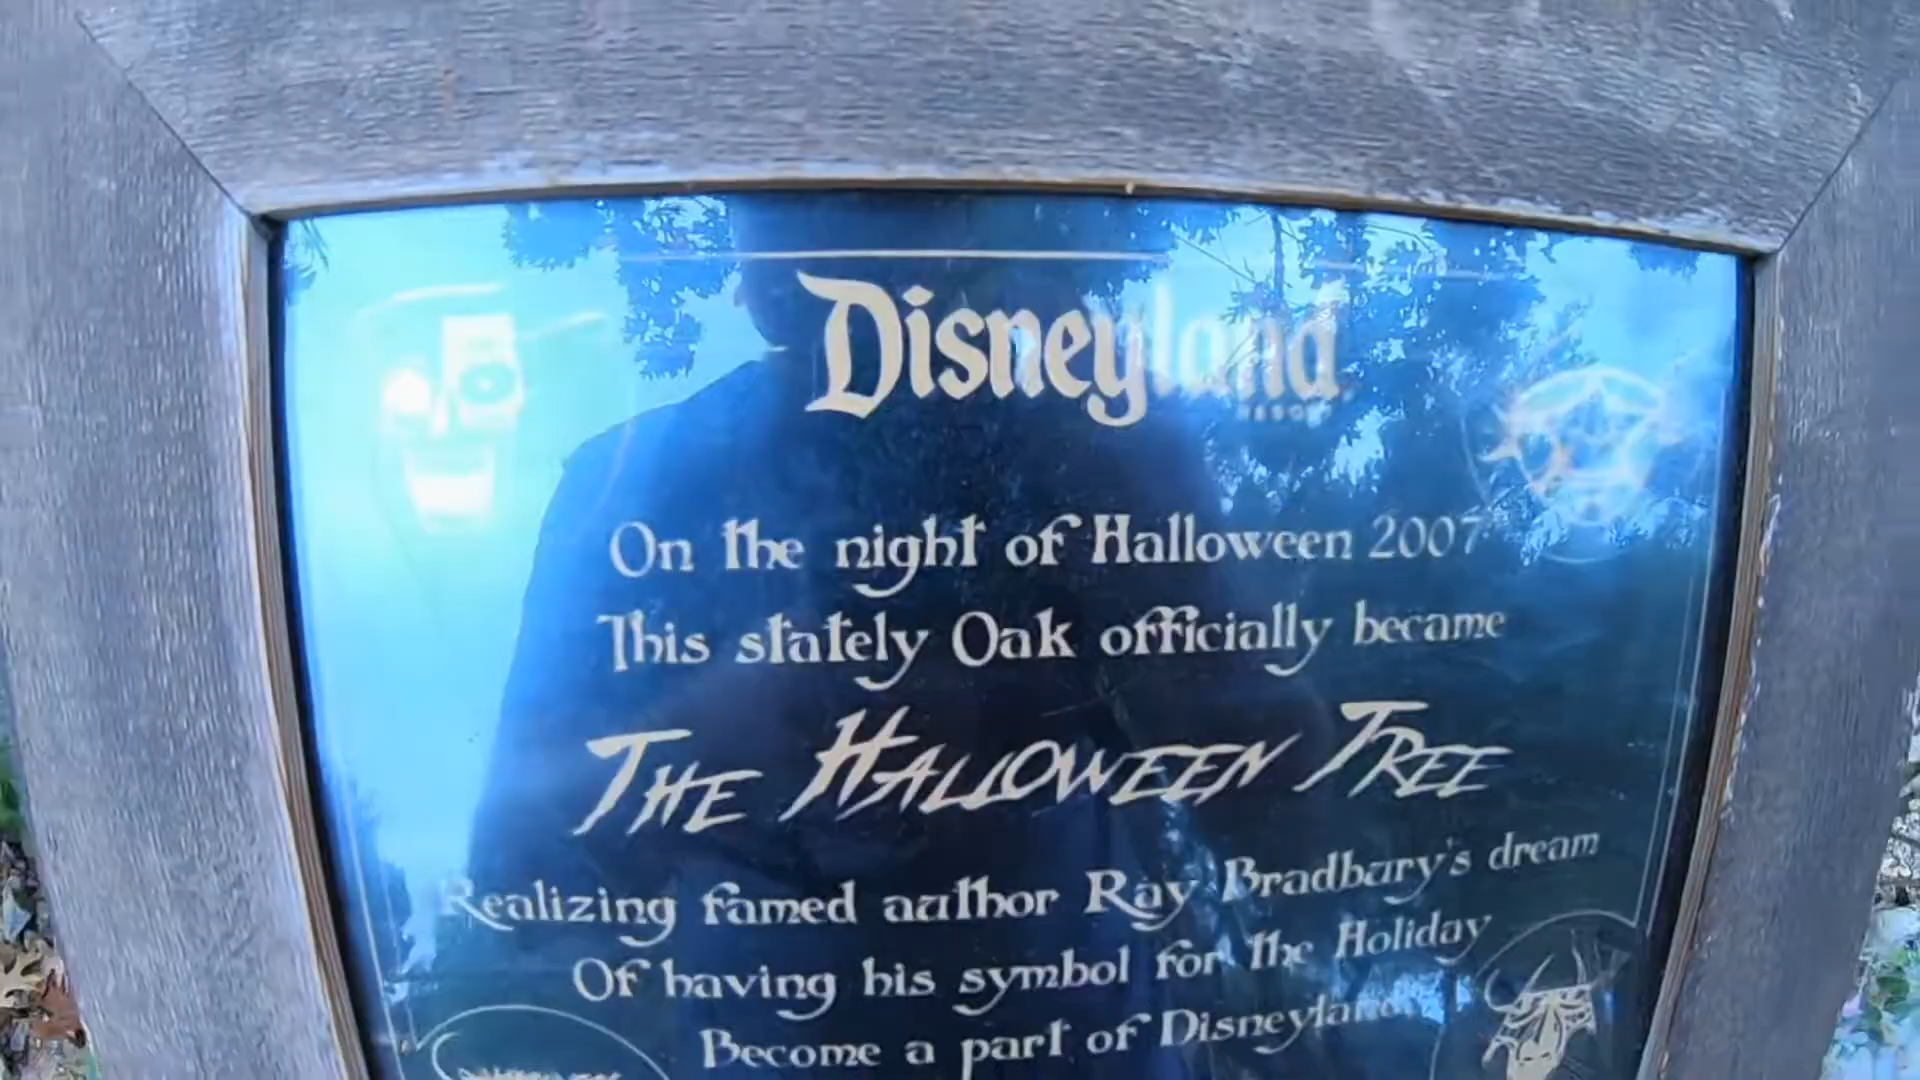 Disneyland
RESORT
On the night of Halloween 2007
This stately Oak officially became
THE HALLOWEEN TREE
Realizing famed author Ray Bradbury's dream
Of having his symbol for the Holiday
Become a part of Disneyland